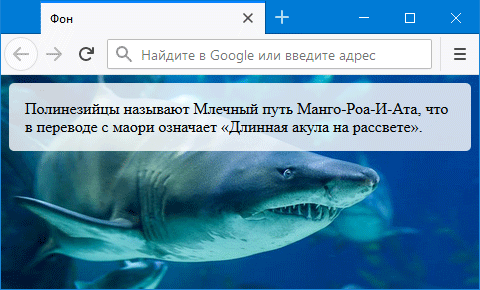 Фон
Найдите в Google или введите адрес
Полинезийцы называют Млечный путь Манго-Роа-И-Ата, что
в переводе с маори означает «Длинная акула на рассвете».